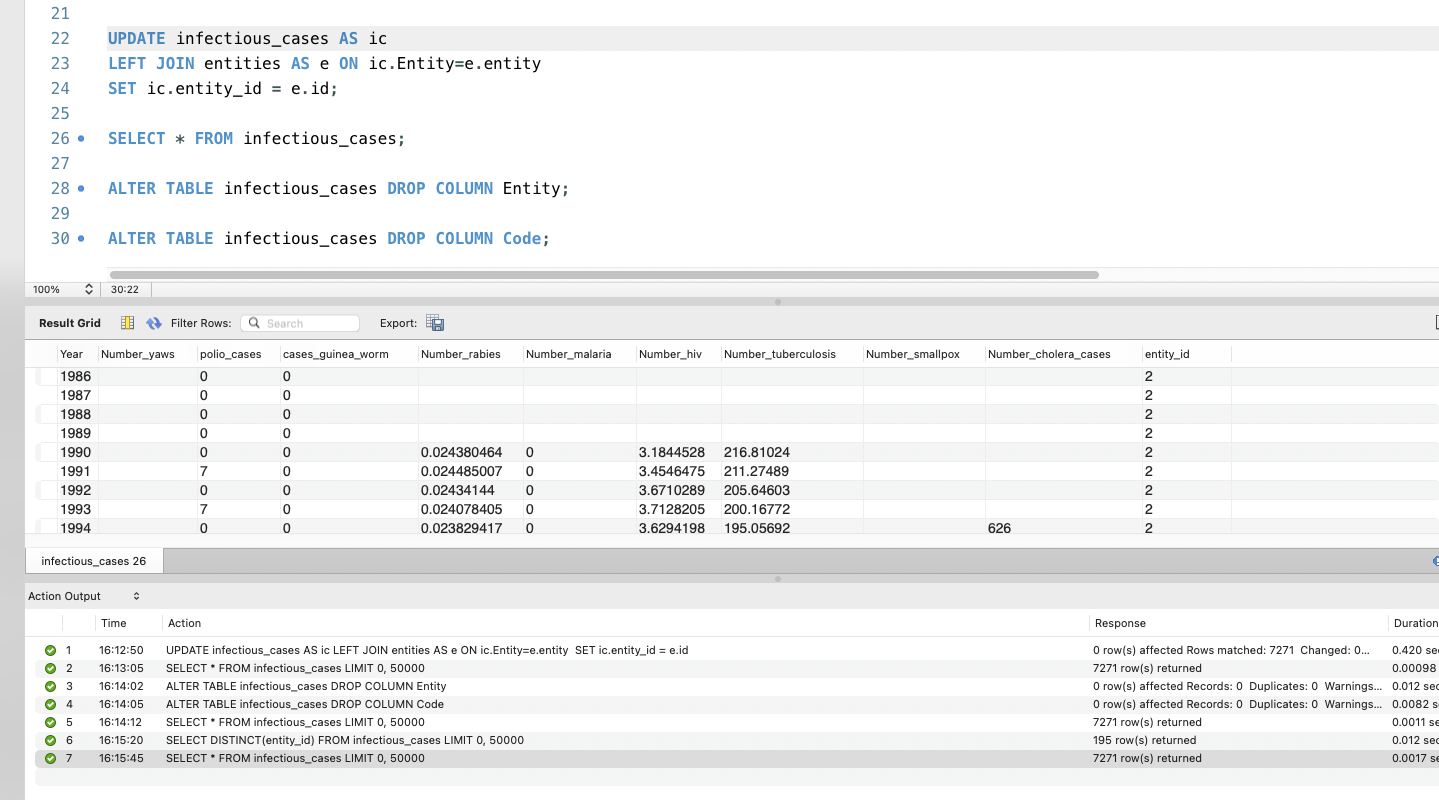 21
22 UPDATE infectious_cases AS ic
23 LEFT JOIN entities AS e ON ic.Entity=e.entity
24 SET ic.entity_id = e.id;
25
26 SELECT * FROM infectious_cases;
27
28 ALTER TABLE infectious_cases DROP COLUMN Entity;
29
30 ALTER TABLE infectious_cases DROP COLUMN Code;
100% 30:22
Result Grid Filter Rows: Search Export:
Year Number_yaws polio_cases cases_guinea_worm Number_rabies Number_malaria Number_hiv Number_tuberculosis Number_smallpox Number_cholera_cases entity_id
1986 0 0 2
1987 0 0 2
1988 0 0 2
1989 0 0 2
1990 0 0 0.024380464 0 3.1844528 216.81024 2
1991 7 0 0.024485007 0 3.4546475 211.27489 2
1992 0 0 0.02434144 0 3.6710289 205.64603 2
1993 7 0 0.024078405 0 3.7128205 200.16772 2
1994 0 0 0.023829417 0 3.6294198 195.05692 626 2
infectious_cases 26
Action Output
Time Action Response Duration
1 16:12:50 UPDATE infectious_cases AS ic LEFT JOIN entities AS e ON ic.Entity=e.entity SET ic.entity_id = e.id 0 row(s) affected Rows matched: 7271 Changed: 0... 0.420 se
2 16:13:05 SELECT * FROM infectious_cases LIMIT 0, 50000 7271 row(s) returned 0.00098
3 16:14:02 ALTER TABLE infectious_cases DROP COLUMN Entity 0 row(s) affected Records: 0 Duplicates: 0 Warnings... 0.012 sec
4 16:14:05 ALTER TABLE infectious_cases DROP COLUMN Code 0 row(s) affected Records: 0 Duplicates: 0 Warnings... 0.0082 s
5 16:14:12 SELECT * FROM infectious_cases LIMIT 0, 50000 7271 row(s) returned 0.0011 se
6 16:15:20 SELECT DISTINCT(entity_id) FROM infectious_cases LIMIT 0, 50000 195 row(s) returned 0.012 sec
7 16:15:45 SELECT * FROM infectious_cases LIMIT 0, 50000 7271 row(s) returned 0.0017 se